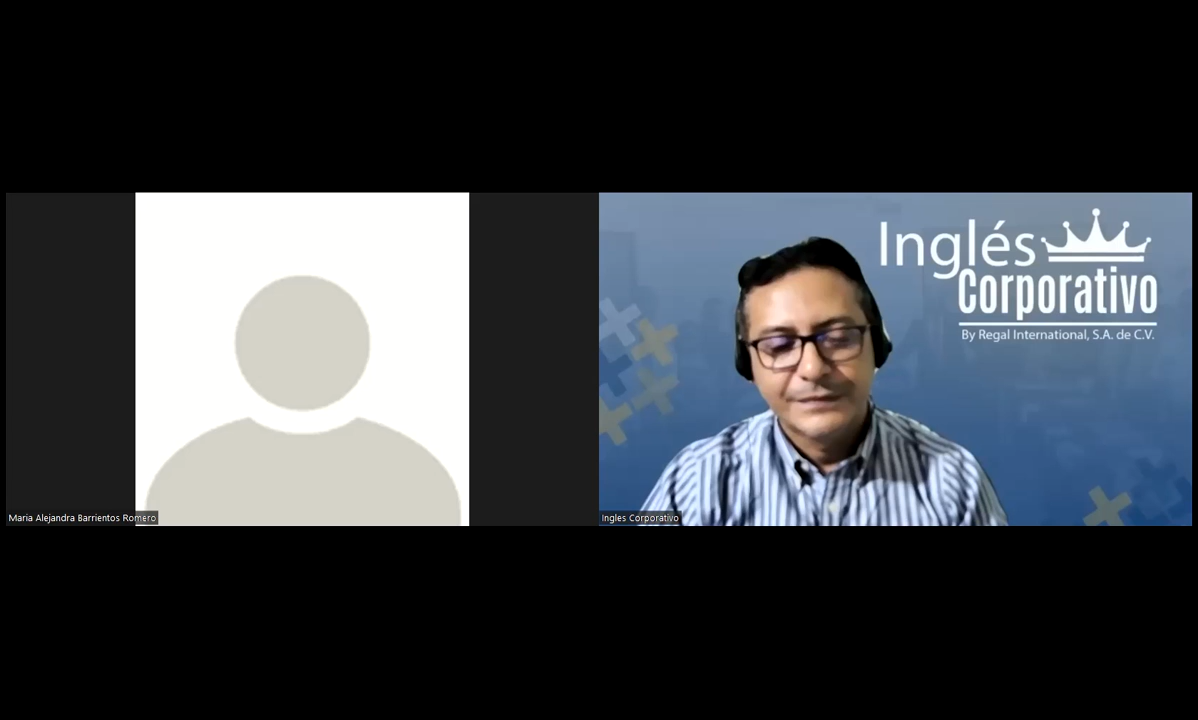 Inglés
Corporativo
By Regal International, S.A. de C.V.
Maria Alejandra Barrientos Romero
Ingles Corporativo